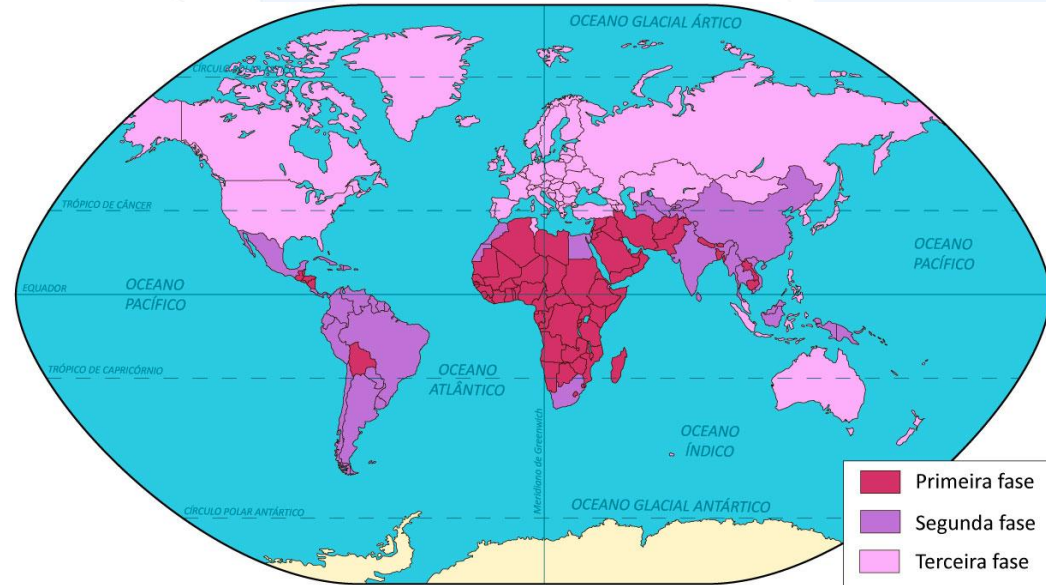 OCEANO GLACIAL ÁRTICO
CÍRCULO POLAR ÁRTICO
TRÓPICO DE CÂNCER
OCEANO
PACÍFICO
OCEANO
PACÍFICO
EQUADOR
TRÓPICO DE CAPRICÓRNIO
OCEANO
ATLÂNTICO
Meridiano de Greenwich
OCEANO
ÍNDICO
CÍRCULO POLAR ANTÁRTICO
OCEANO GLACIAL ANTÁRTICO
Primeira fase
Segunda fase
Terceira fase